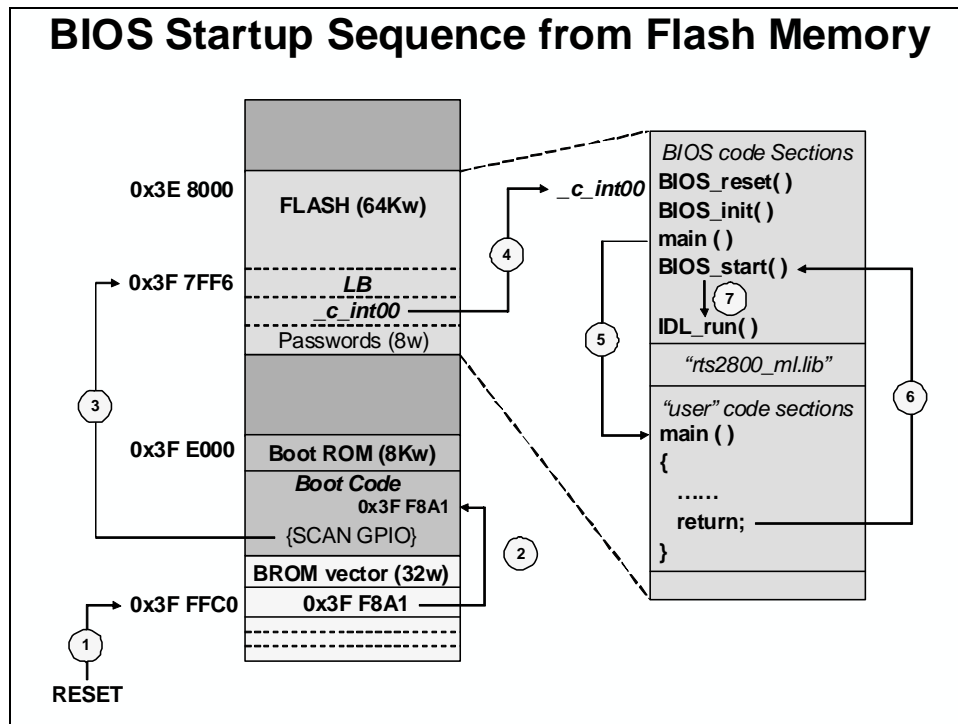 BIOS Startup Sequence from Flash Memory
0x3E 8000
FLASH (64Kw)
4
0x3F 7FF6
LB
_c_int00
Passwords (8w)
3
0x3F E000
Boot ROM (8Kw)
Boot Code
0x3F F8A1
{SCAN GPIO}
2
BROM vector (32w)
0x3F FFC0
0x3F F8A1
1
RESET
_c_int00
BIOS code Sections
BIOS_reset( )
BIOS_init( )
main ( )
BIOS_start( )
7
IDL_run( )
5
“rts2800_ml.lib”
6
“user” code sections
main ( )
{
……
return;
}